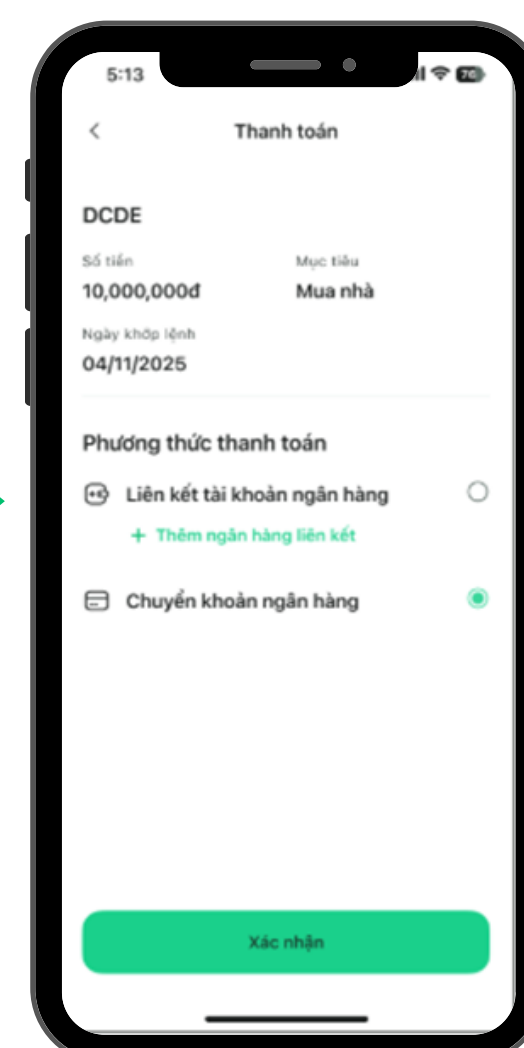 5:13
76
Thanh toán
DCDE
Số tiền
Mục tiêu
10,000,000đ
Mua nhà
Ngày khớp lệnh
04/11/2025
Phương thức thanh toán
Liên kết tài khoản ngân hàng
+ Thêm ngân hàng liên kết
Chuyển khoản ngân hàng
Xác nhận